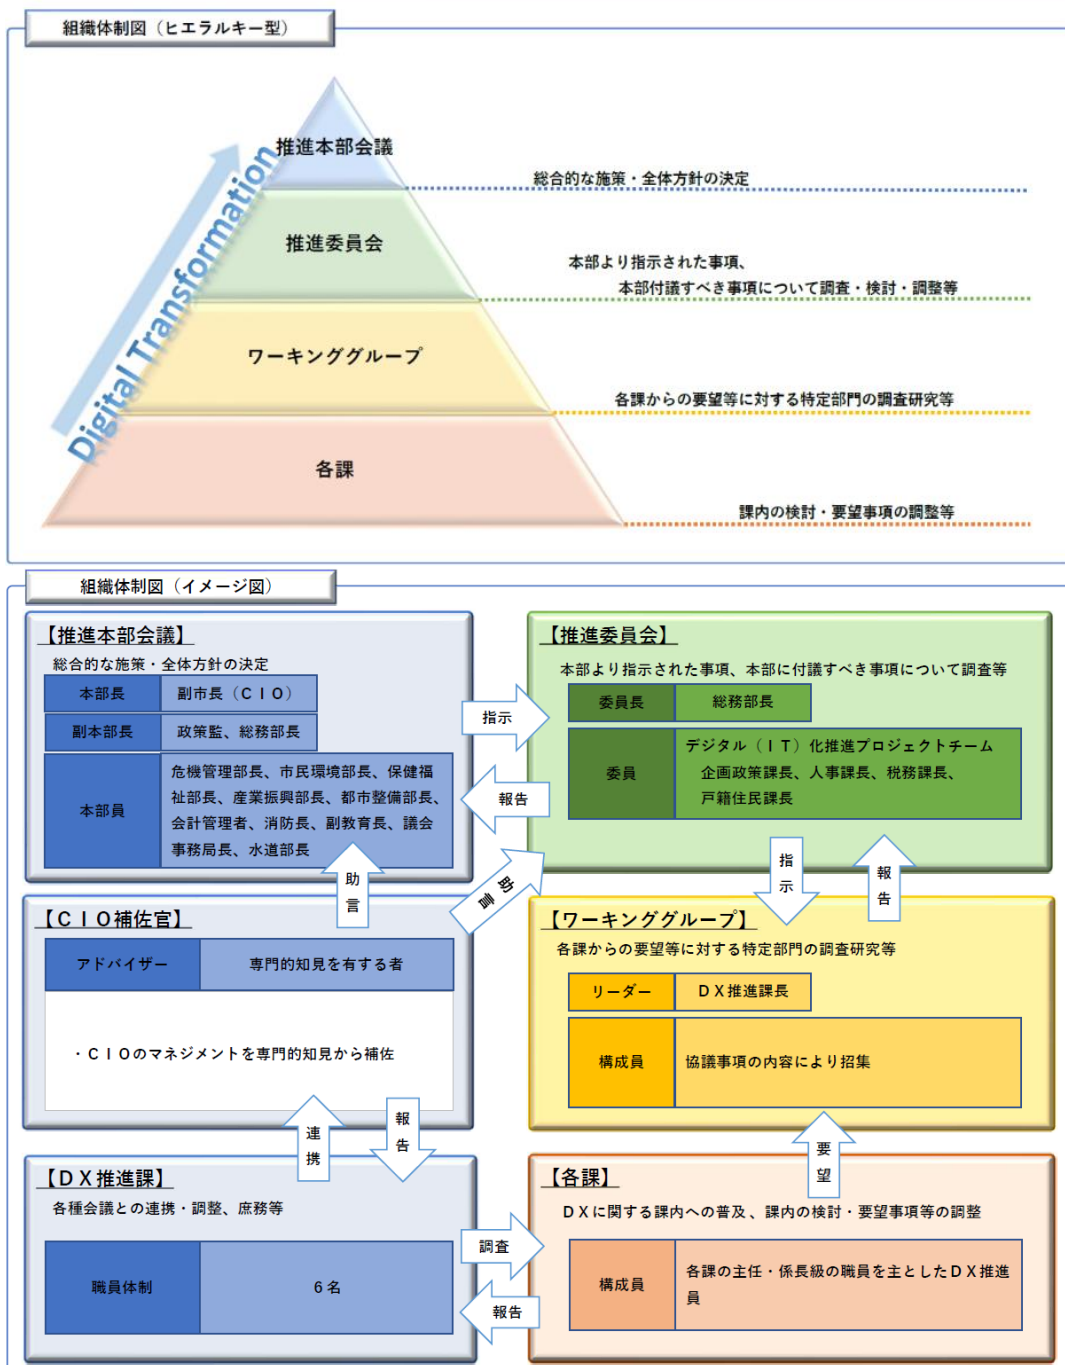 組織体制図（ヒエラルキー型）
推進本部会議
総合的な施策・全体方針の決定
推進委員会
本部より指示された事項、
本部付議すべき事項について調査・検討・調整等
Digital Transformation
ワーキンググループ
各課からの要望等に対する特定部門の調査研究等
各課
課内の検討・要望事項の調整等
組織体制図（イメージ図）
【推進本部会議】
総合的な施策・全体方針の決定
本部長
副市長（ＣＩＯ）
副本部長
政策監、総務部長
本部員
危機管理部長、市民環境部長、保健福
祉部長、産業振興部長、都市整備部長、
会計管理者、消防長、副教育長、議会
事務局長、水道部長
指示
報告
【推進委員会】
本部より指示された事項、本部に付議すべき事項について調査等
委員長
総務部長
委員
デジタル（ＩＴ）化推進プロジェクトチーム
企画政策課長、人事課長、税務課長、
戸籍住民課長
助言
助言
指示
報告
【ＣＩＯ補佐官】
アドバイザー
専門的知見を有する者
・ＣＩＯのマネジメントを専門的知見から補佐
【ワーキンググループ】
各課からの要望等に対する特定部門の調査研究等
リーダー
ＤＸ推進課長
構成員
協議事項の内容により招集
連携
報告
要望
【ＤＸ推進課】
各種会議との連携・調整、庶務等
職員体制
６名
調査
報告
【各課】
ＤＸに関する課内への普及、課内の検討・要望事項等の調整
構成員
各課の主任・係長級の職員を主としたＤＸ推進
員